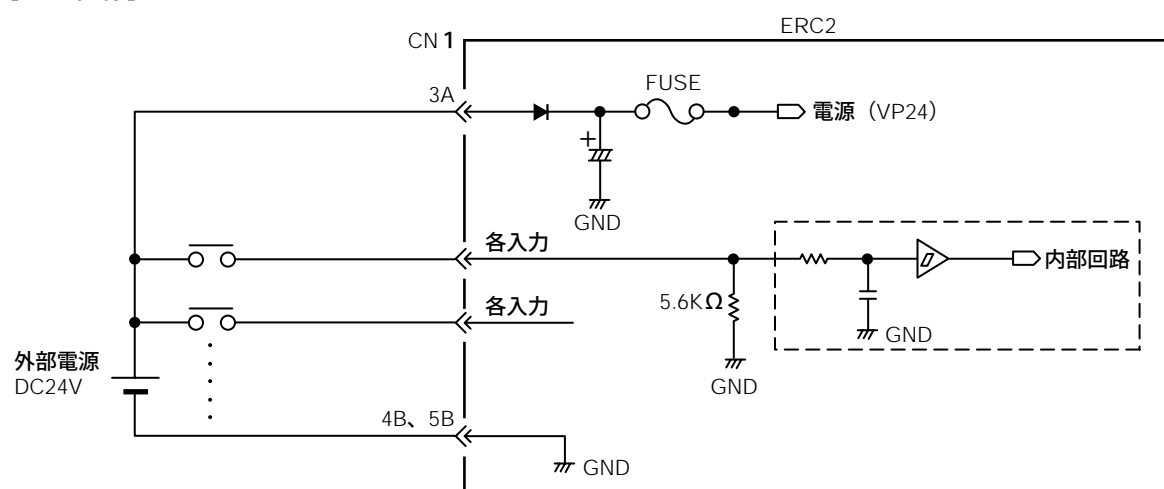 ERC2
CN 1
FUSE
3A
電源（VP24）
+
GND
各入力
内部回路
5.6KΩ
各入力
GND
外部電源
DC24V
GND
4B、5B
GND